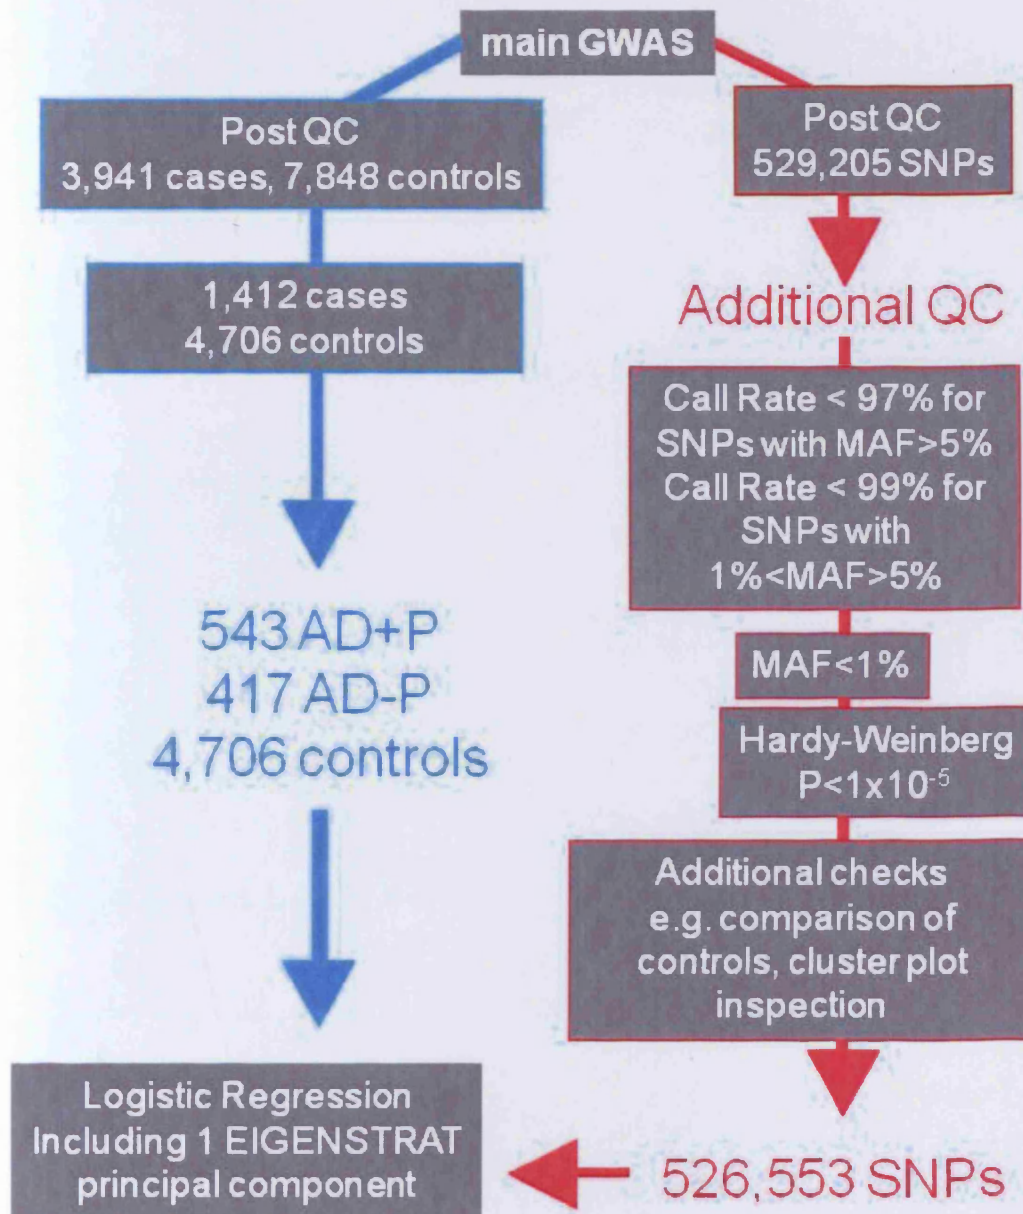 main GWAS
Post QC
3,941 cases, 7,848 controls
1,412 cases
4,706 controls
543 AD+P
417 AD-P
4,706 controls
Logistic Regression
Including 1 EIGENSTRAT
principal component
Post QC
529,205 SNPs
Additional QC
Call Rate < 97% for
SNPs with MAF>5%
Call Rate < 99% for
SNPs with
1%<MAF>5%
MAF<1%
Hardy-Weinberg
P<1x10⁻⁵
Additional checks
e.g. comparison of
controls, cluster plot
inspection
526,553 SNPs